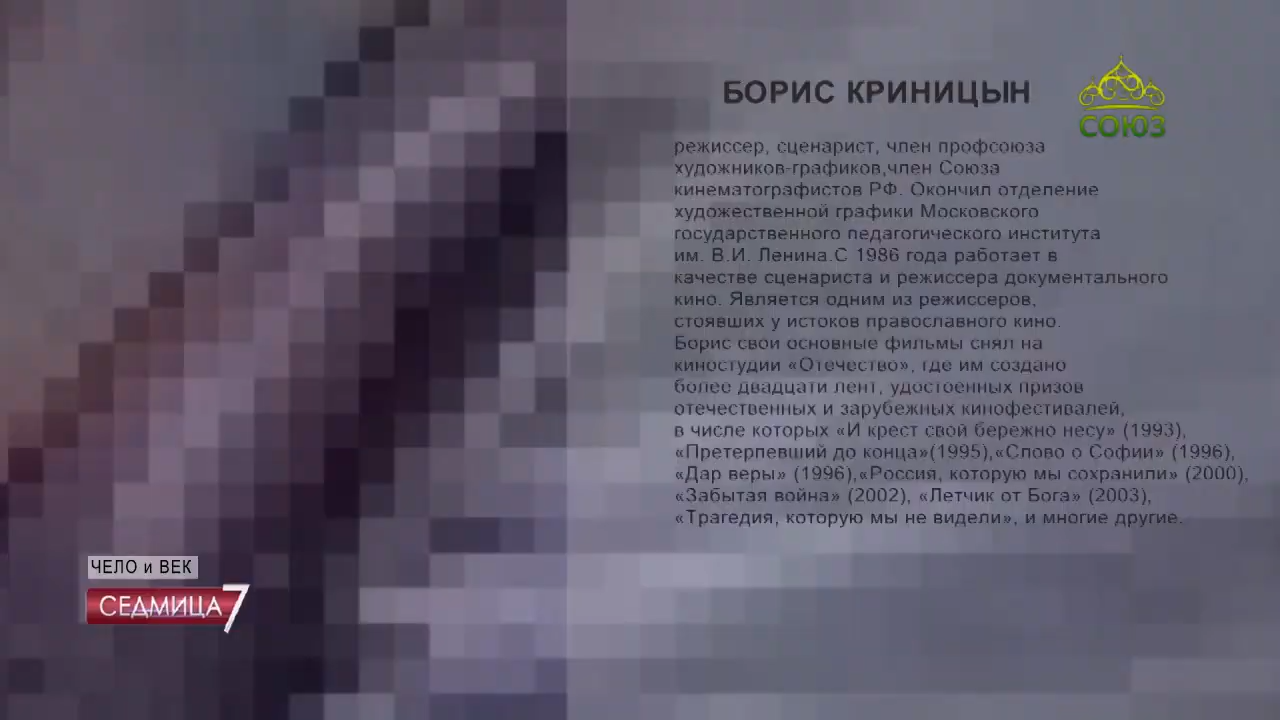 БОРИС КРИНИЦЫН
СОЮЗ
режиссер, сценарист, член профсоюза
художников-графиков,член Союза
кинематографистов РФ. Окончил отделение
художественной графики Московского
государственного педагогического института
им. В.И. Ленина.С 1986 года работает в
качестве сценариста и режиссера документального
кино. Является одним из режиссеров,
стоявших у истоков православного кино.
Борис свои основные фильмы снял на
киностудии «Отечество», где им создано
более двадцати лент, удостоенных призов
отечественных и зарубежных кинофестивалей,
в числе которых «И крест свой бережно несу» (1993),
«Претерпевший до конца»(1995),«Слово о Софии» (1996),
«Дар веры» (1996),«Россия, которую мы сохранили» (2000),
«Забытая война» (2002), «Летчик от Бога» (2003),
«Трагедия, которую мы не видели», и многие другие.
ЧЕЛО и ВЕК
СЕДМИЦА 7